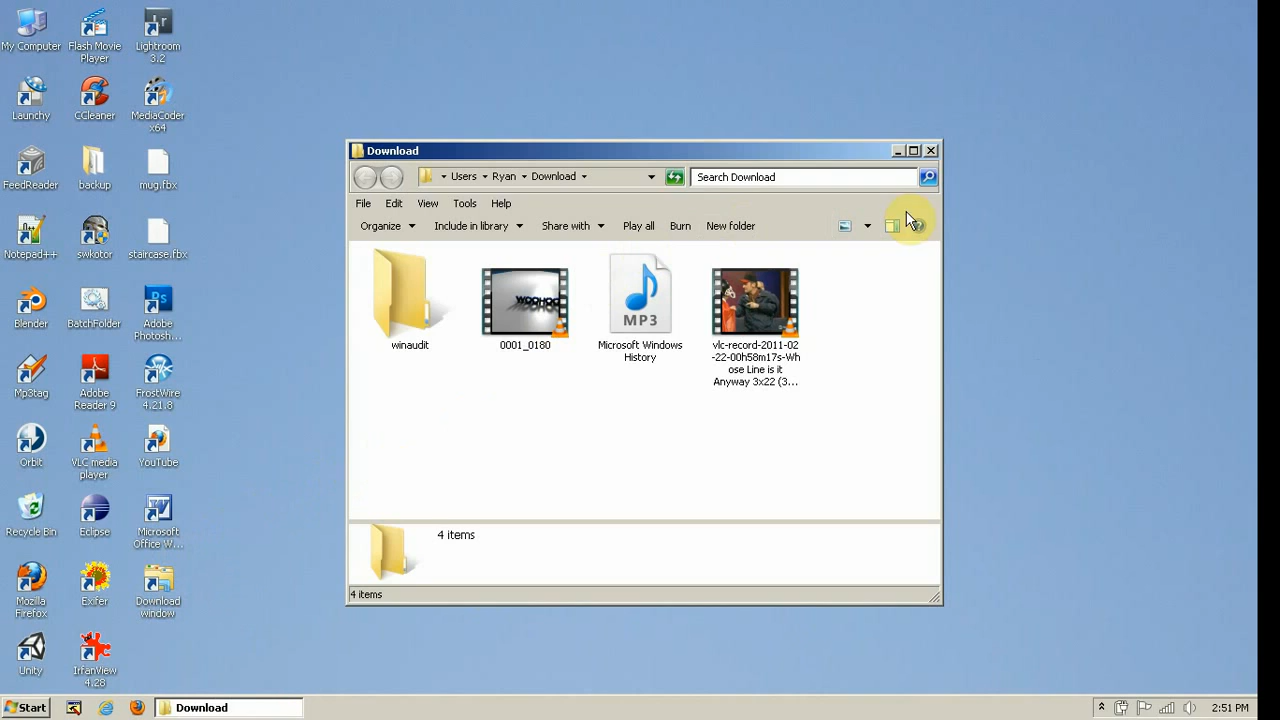 My Computer
Flash Movie
Player
Lightroom
3.2
Launchy
CCleaner
MediaCoder
x64
FeedReader
backup
mug.fbx
Notepad++
swkotor
staircase.fbx
Blender
BatchFolder
Adobe
Photosh...
Mp3tag
Adobe
Reader 9
FrostWire
4.21.8
Orbit
VLC media
player
YouTube
Recycle Bin
Eclipse
Microsoft
Office W...
Mozilla
Firefox
Exifer
Download
window
Unity
IrfanView
4.28
Lr
Ps
Download
Users Ryan Download
Search Download
File Edit View Tools Help
Organize Include in library Share with Play all Burn New folder
winaudit
WOOHOO
0001_0180
MP3
Microsoft Windows
History
vlc-record-2011-02
-22-00h58m17s-Wh
ose Line is it
Anyway 3x22 (3...
4 items
4 items
Start
Download
2:51 PM